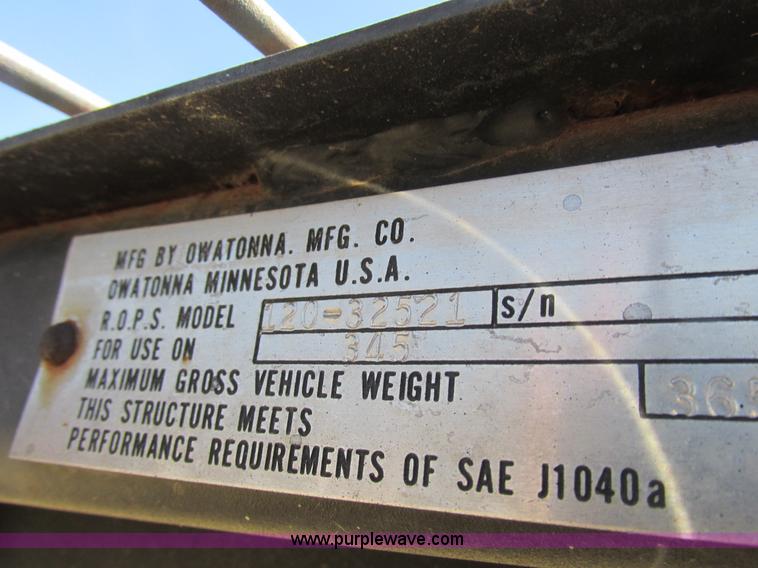 MFG BY OWATONNA. MFG. CO.
OWATONNA MINNESOTA U.S.A.
R.O.P.S. MODEL 120-32521 s/n
FOR USE ON 345
MAXIMUM GROSS VEHICLE WEIGHT
THIS STRUCTURE MEETS
PERFORMANCE REQUIREMENTS OF SAE J1040a
www.purplewave.com